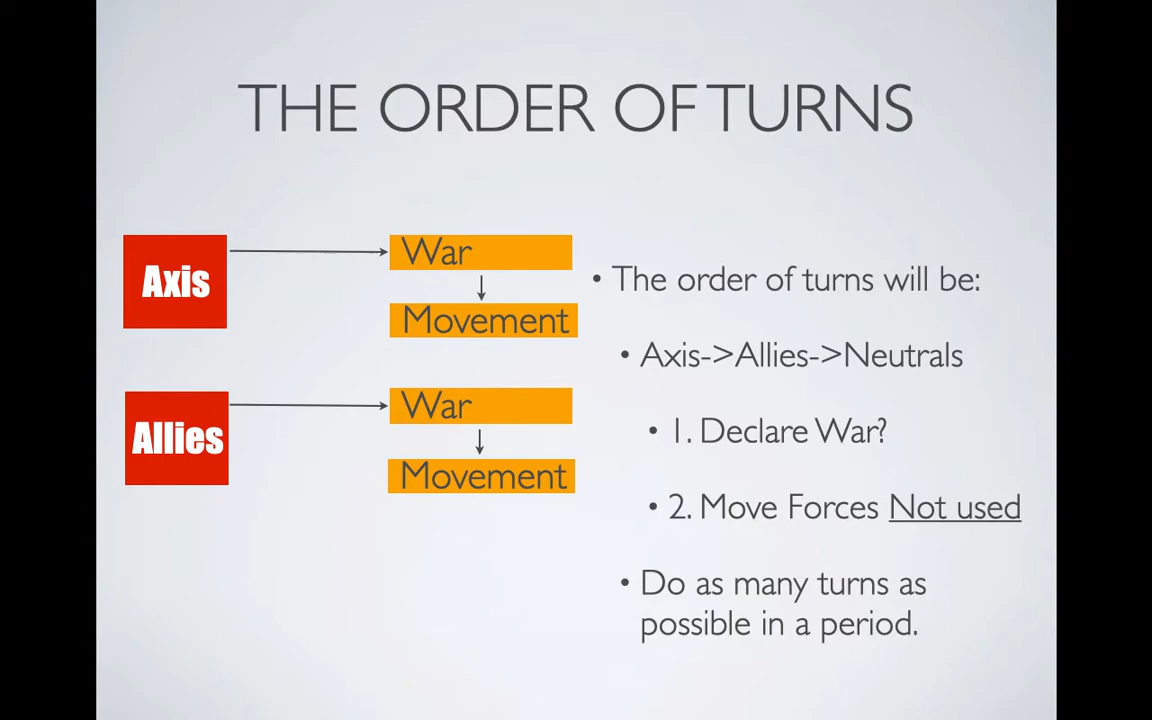 THE ORDER OF TURNS
Axis
War
Movement
Allies
War
Movement
• The order of turns will be:
• Axis->Allies->Neutrals
• 1. Declare War?
• 2. Move Forces Not used
• Do as many turns as
possible in a period.